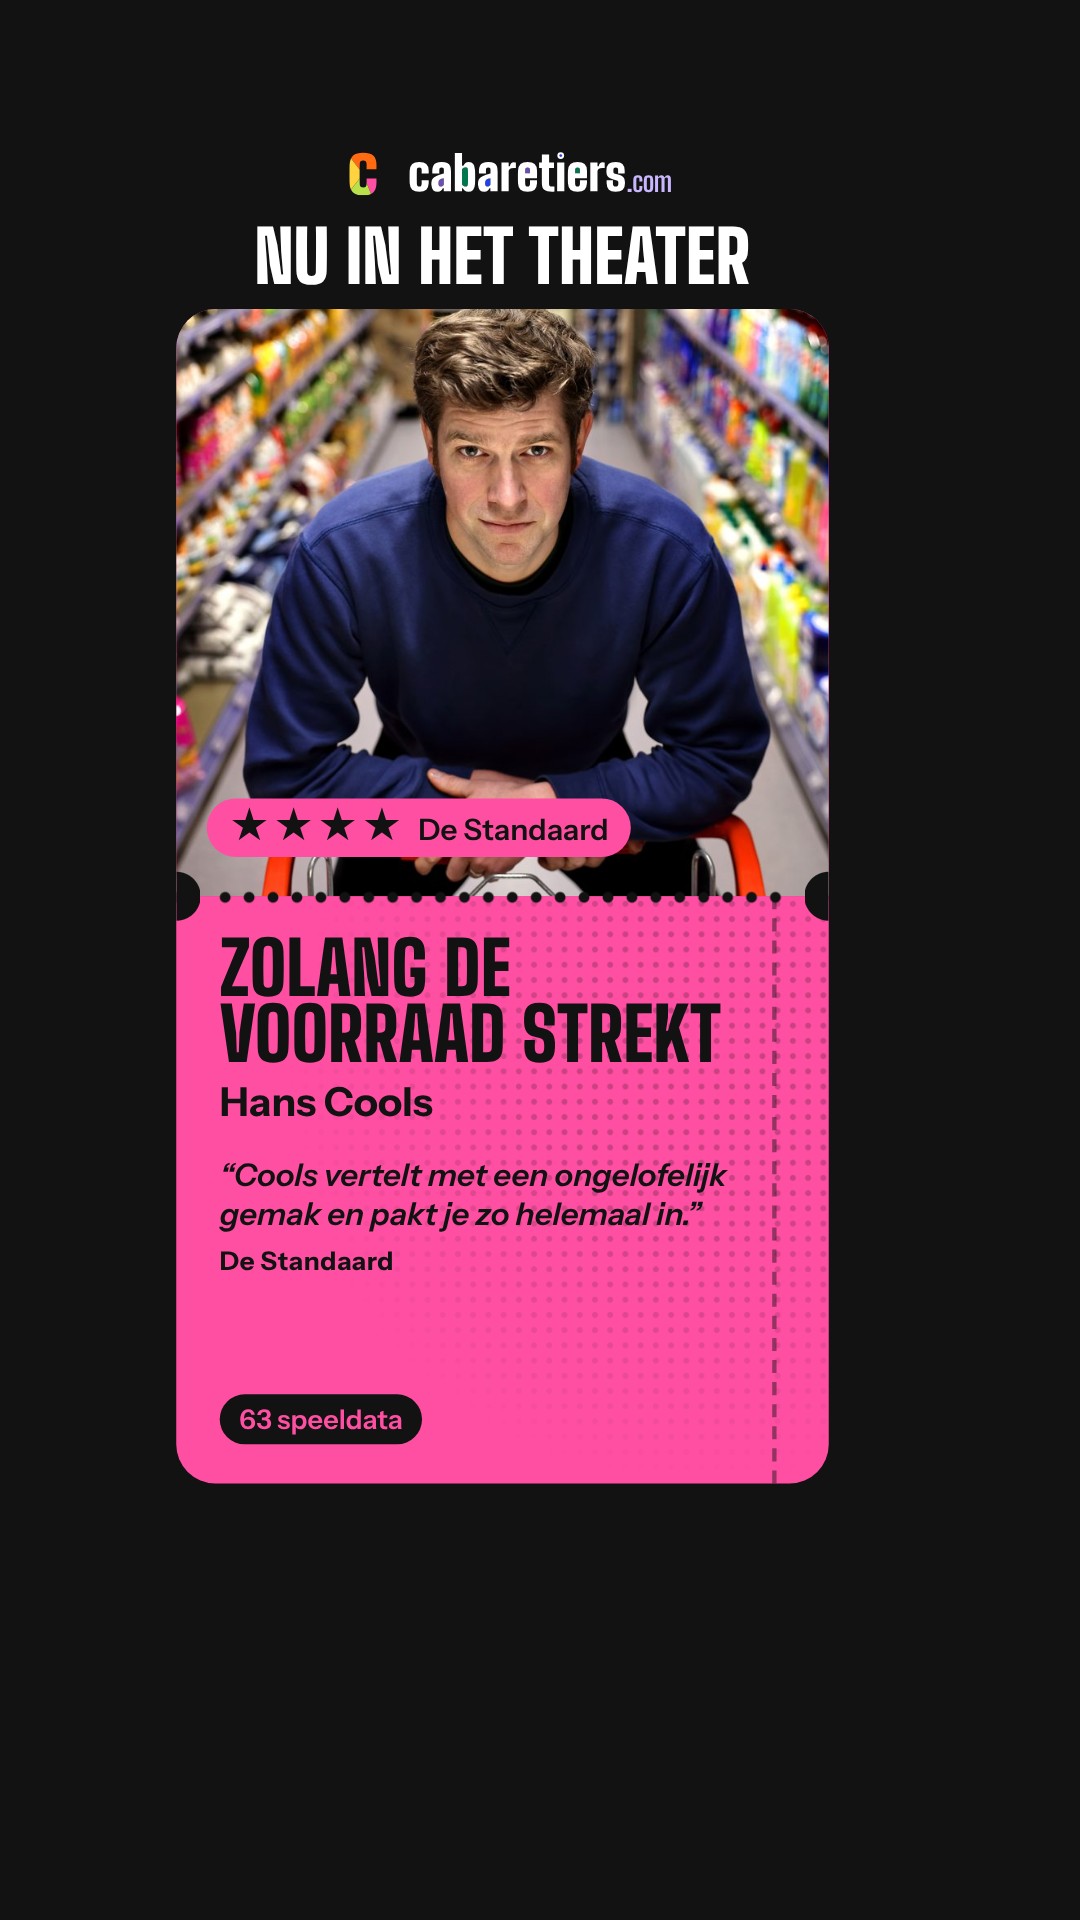 cabaretiers.com
NU IN HET THEATER
★★★★ De Standaard
ZOLANG DE
VOORRAAD STREKT
Hans Cools
“Cools vertelt met een ongelofelijk
gemak en pakt je zo helemaal in.”
De Standaard
63 speeldata